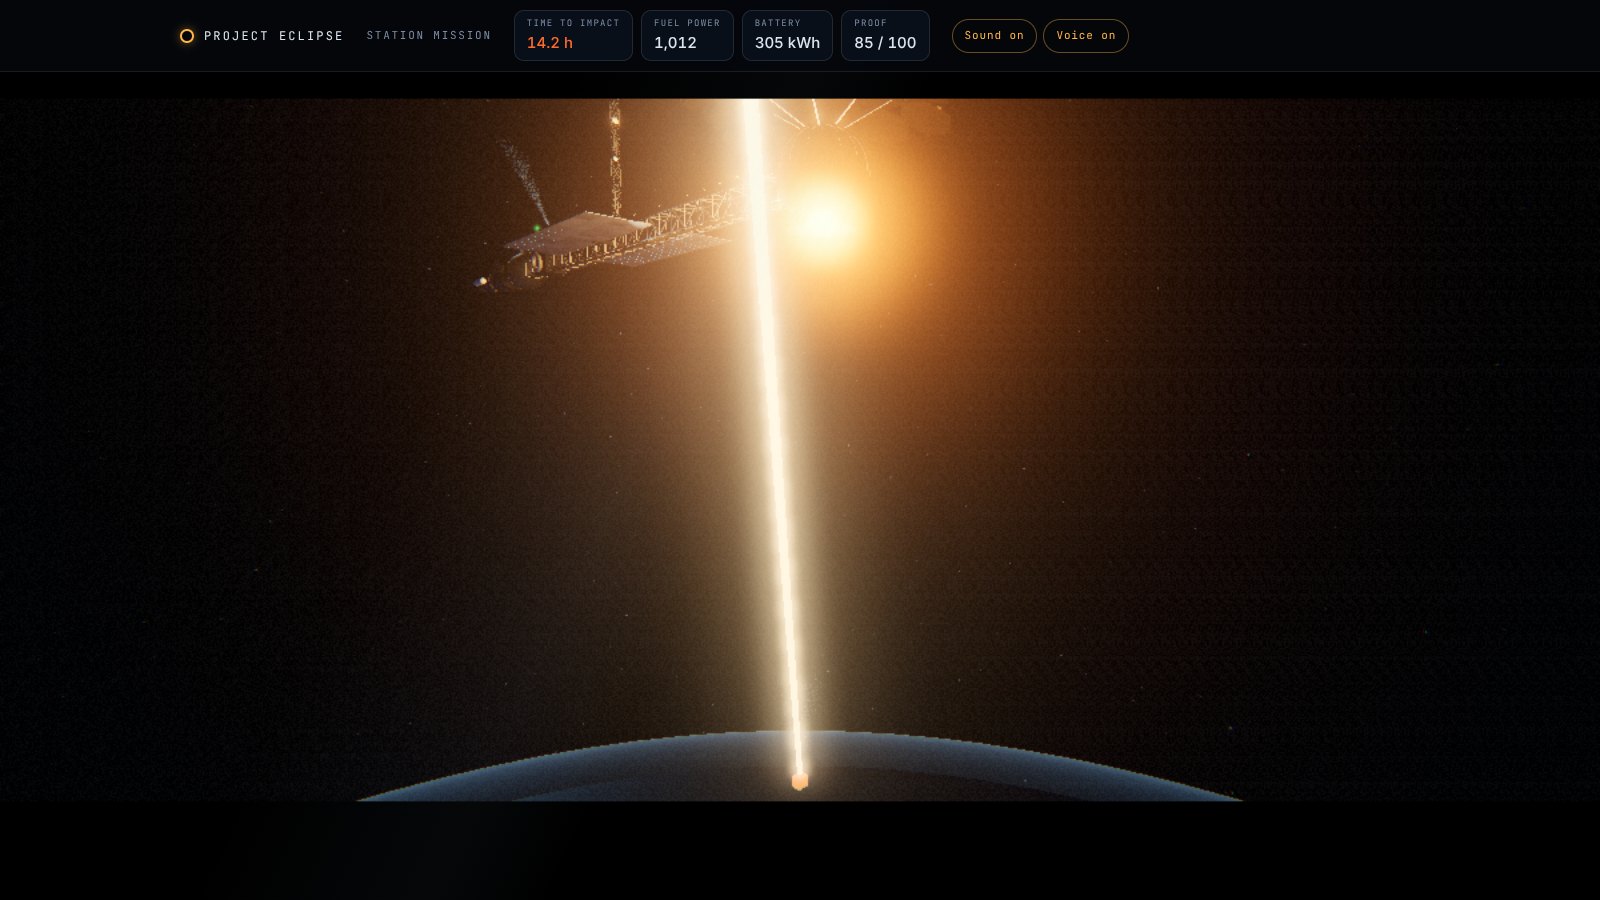 PROJECT ECLIPSE
STATION MISSION
TIME TO IMPACT
14.2 h
FUEL POWER
1,012
BATTERY
305 kWh
PROOF
85 / 100
Sound on
Voice on